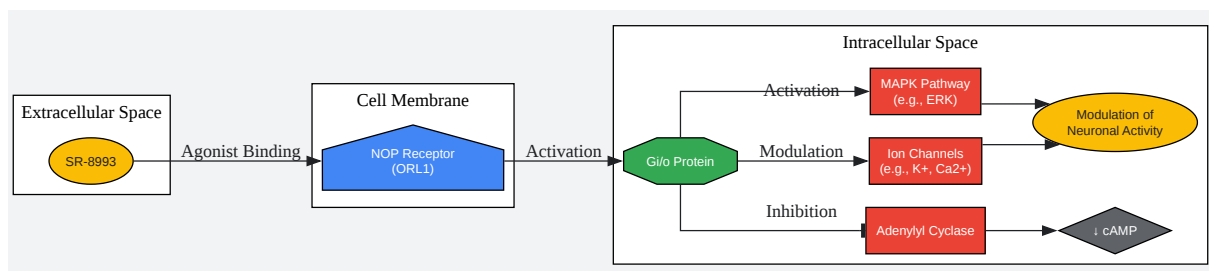 Extracellular Space
SR-8993
Agonist Binding
Cell Membrane
NOP Receptor
(ORL1)
Activation
Intracellular Space
Gi/o Protein
Activation
MAPK Pathway
(e.g., ERK)
Modulation
Ion Channels
(e.g., K+, Ca2+)
Inhibition
Adenylyl Cyclase
Modulation of
Neuronal Activity
↓ cAMP